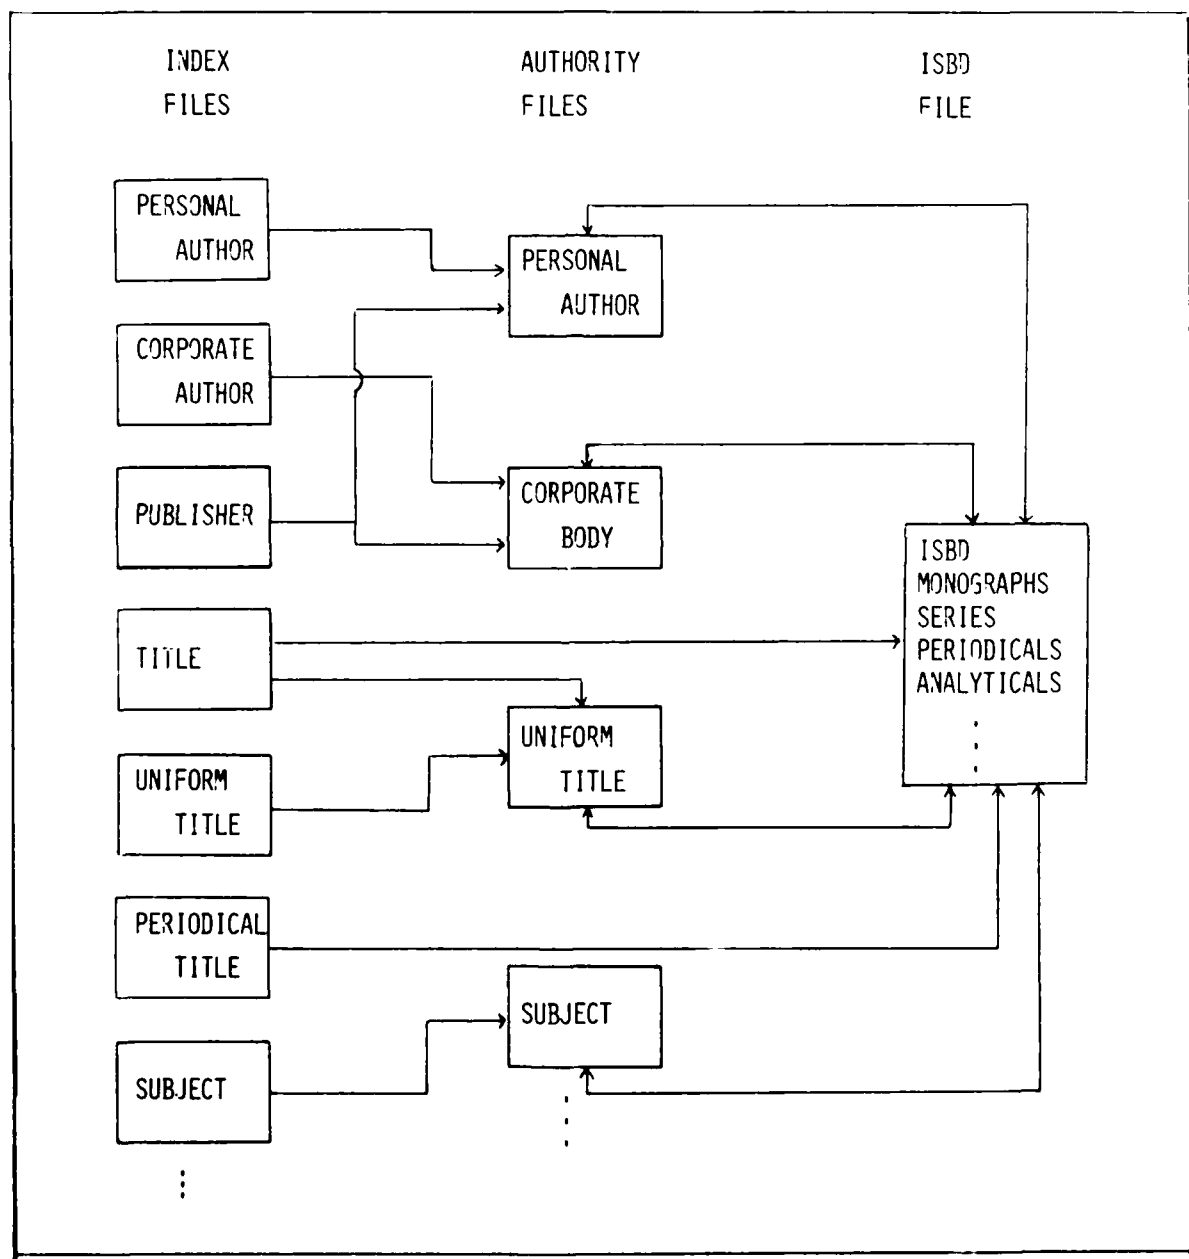 INDEX
FILES
AUTHORITY
FILES
ISBD
FILE
PERSONAL
AUTHOR
CORPORATE
AUTHOR
PUBLISHER
TITLE
UNIFORM
TITLE
PERIODICAL
TITLE
SUBJECT
PERSONAL
AUTHOR
CORPORATE
BODY
UNIFORM
TITLE
SUBJECT
ISBD
MONOGRAPHS
SERIES
PERIODICALS
ANALYTICALS